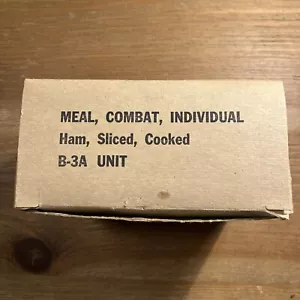 MEAL, COMBAT, INDIVIDUAL
Ham, Sliced, Cooked
B-3A UNIT